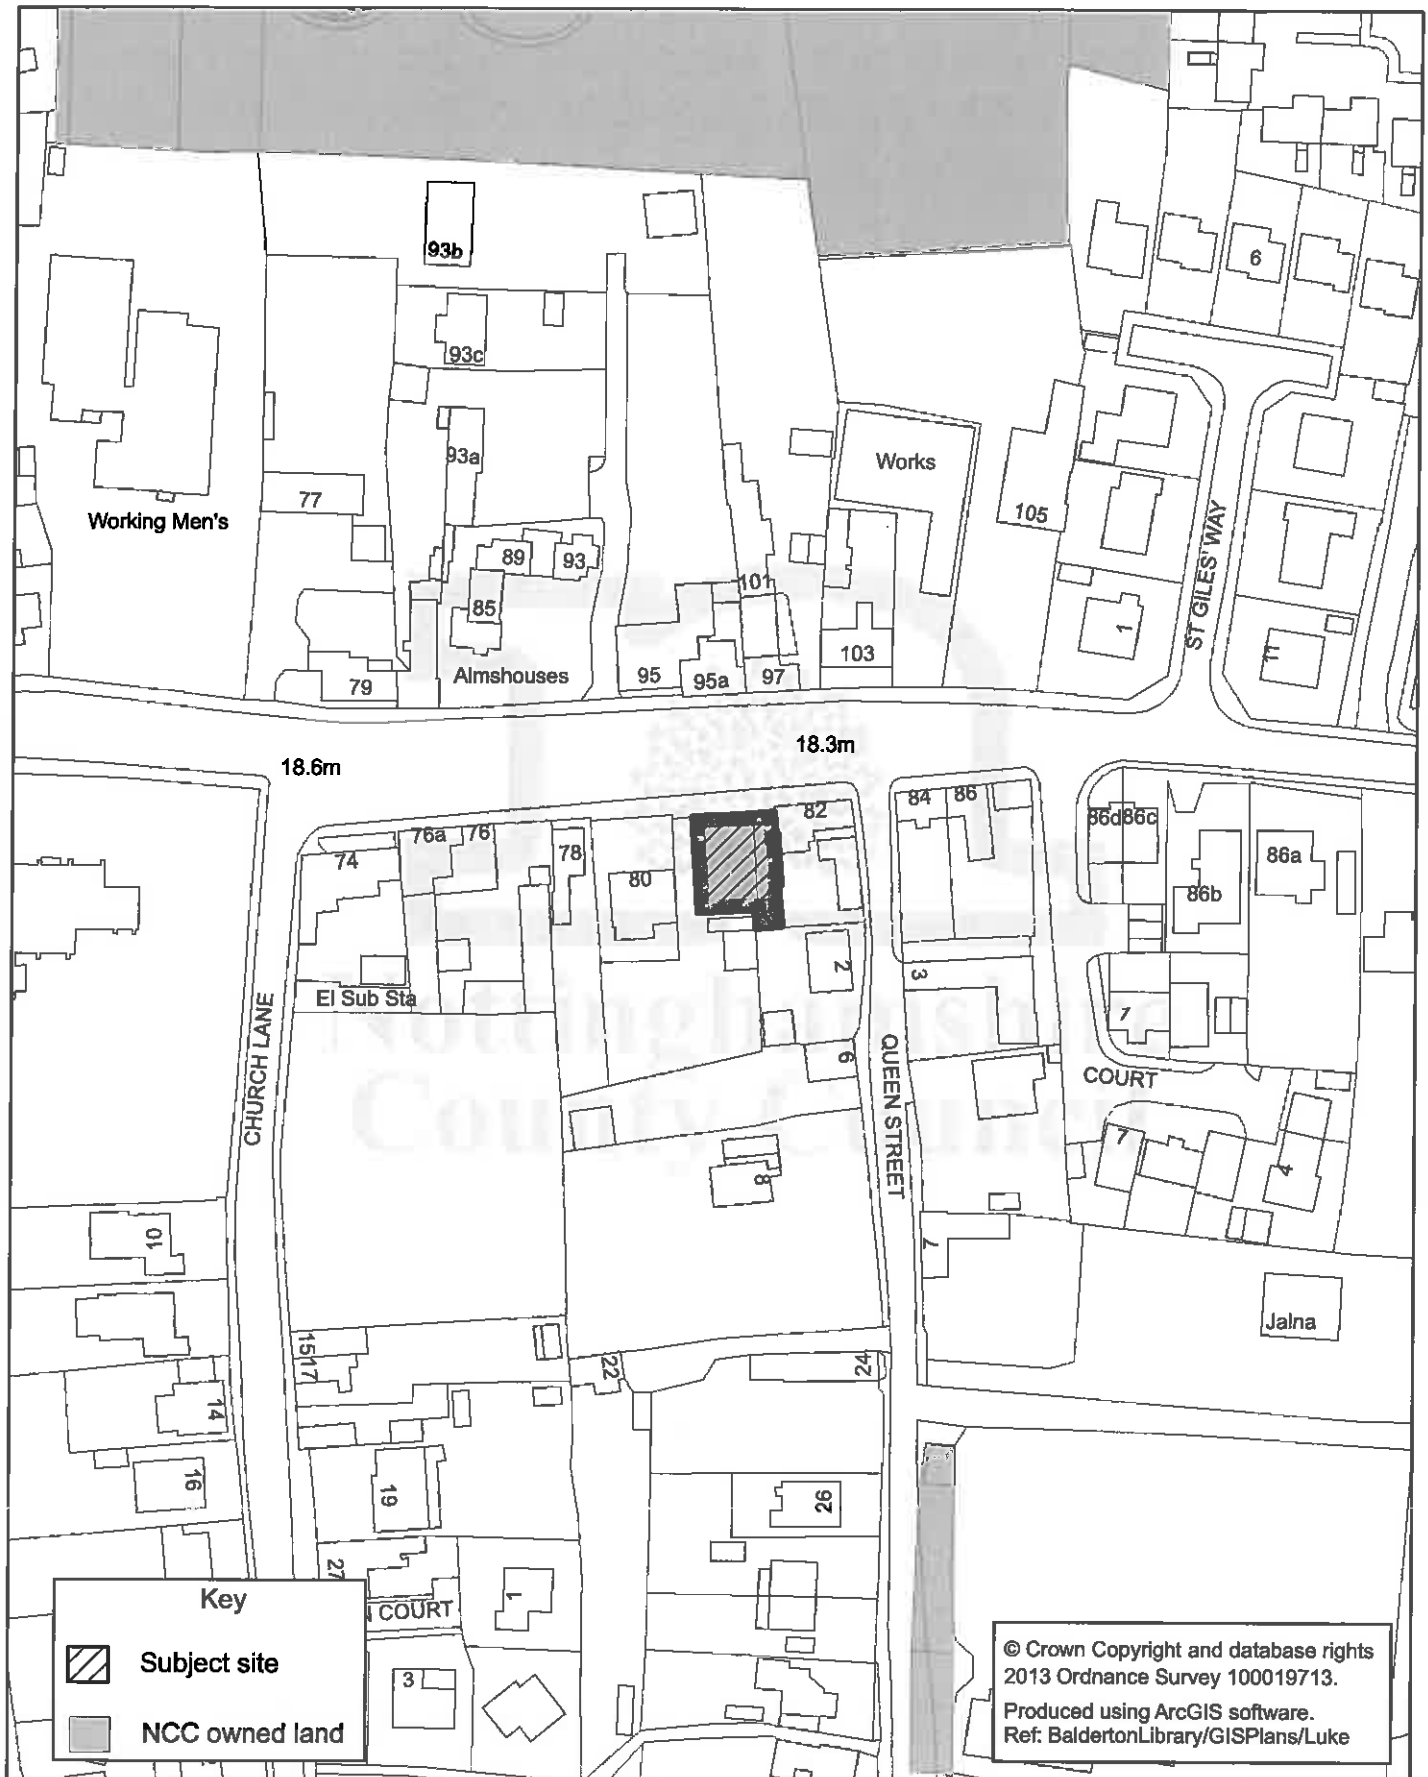 93b
6
93c
93a
Works
77
105
Working Men's
89
93
101
85
ST GILES' WAY
1
103
11
95
95a
97
79
Almshouses
18.3m
18.6m
84
86
82
86d
86c
76a
76
74
78
80
86a
86b
2
3
El Sub Sta
1
CHURCH LANE
QUEEN STREET
6
COURT
7
4
8
10
7
Jalna
15
17
22
24
14
16
19
26
27
1
COURT
3
Nottinghamshire
County Council
Key
Subject site
NCC owned land
© Crown Copyright and database rights
2013 Ordnance Survey 100019713.
Produced using ArcGIS software.
Ref: BaldertonLibrary/GISPlans/Luke